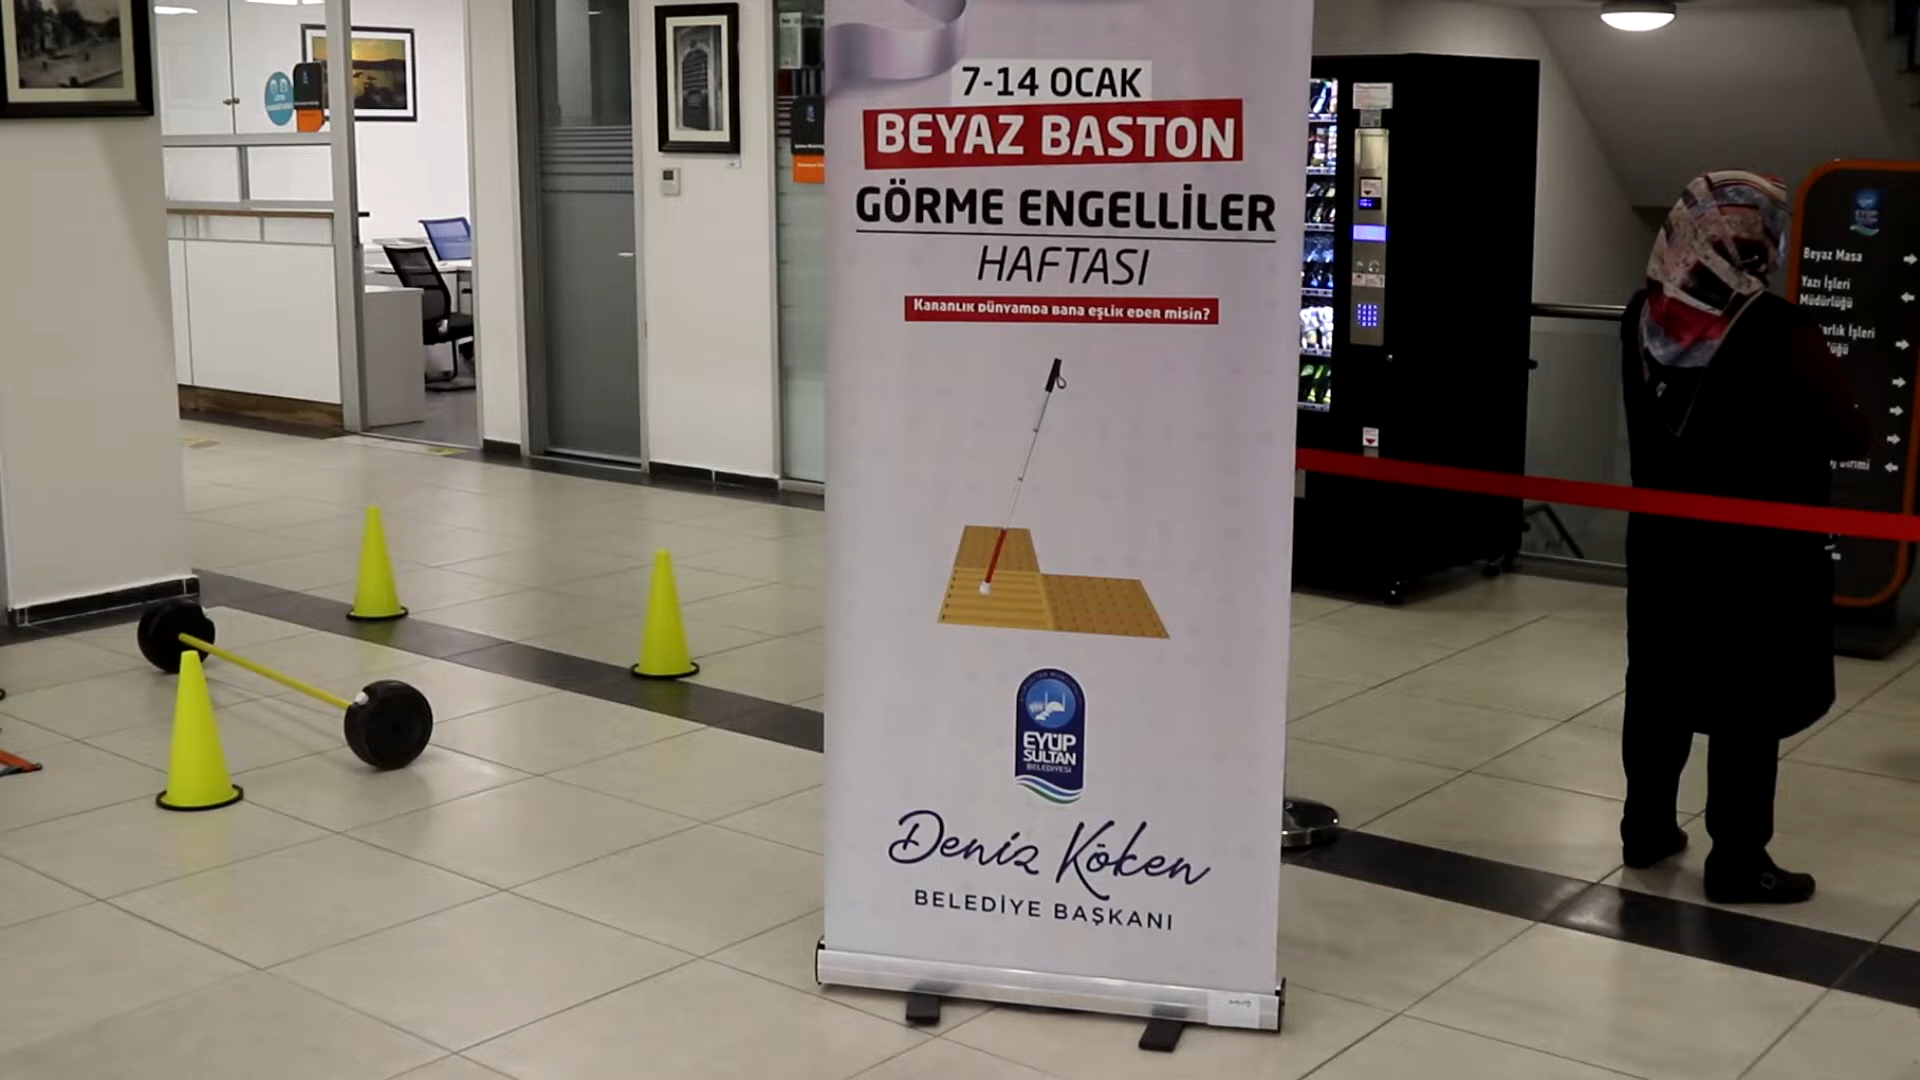 7-14 OCAK
BEYAZ BASTON
GÖRME ENGELLİLER
HAFTASI
Karanlık dünyamda bana eşlik eder misin?
EYÜP
SULTAN
BELEDİYESİ
Deniz Köken
BELEDİYE BAŞKANI
Beyaz Masa
Yazı İşleri
Müdürlüğü
İşleri